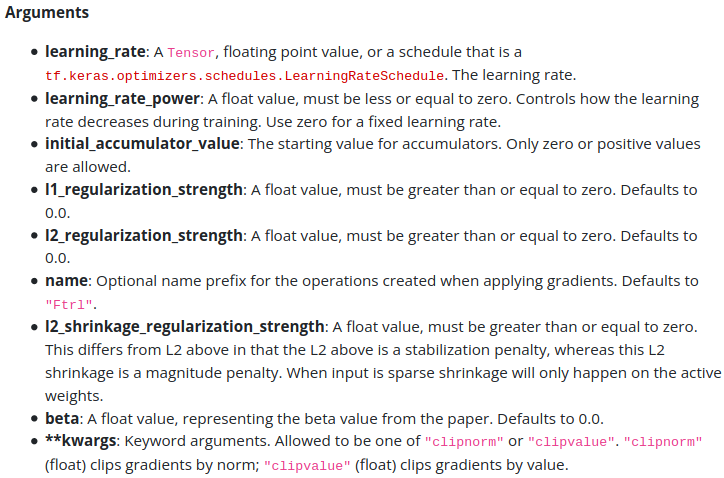 Arguments
• learning_rate: A Tensor, floating point value, or a schedule that is a
tf.keras.optimizers.schedules.LearningRateSchedule. The learning rate.
• learning_rate_power: A float value, must be less or equal to zero. Controls how the learning
rate decreases during training. Use zero for a fixed learning rate.
• initial_accumulator_value: The starting value for accumulators. Only zero or positive values
are allowed.
• l1_regularization_strength: A float value, must be greater than or equal to zero. Defaults to
0.0.
• l2_regularization_strength: A float value, must be greater than or equal to zero. Defaults to
0.0.
• name: Optional name prefix for the operations created when applying gradients. Defaults to
"Ftrl".
• l2_shrinkage_regularization_strength: A float value, must be greater than or equal to zero.
This differs from L2 above in that the L2 above is a stabilization penalty, whereas this L2
shrinkage is a magnitude penalty. When input is sparse shrinkage will only happen on the active
weights.
• beta: A float value, representing the beta value from the paper. Defaults to 0.0.
• **kwargs: Keyword arguments. Allowed to be one of "clipnorm" or "clipvalue". "clipnorm"
(float) clips gradients by norm; "clipvalue" (float) clips gradients by value.